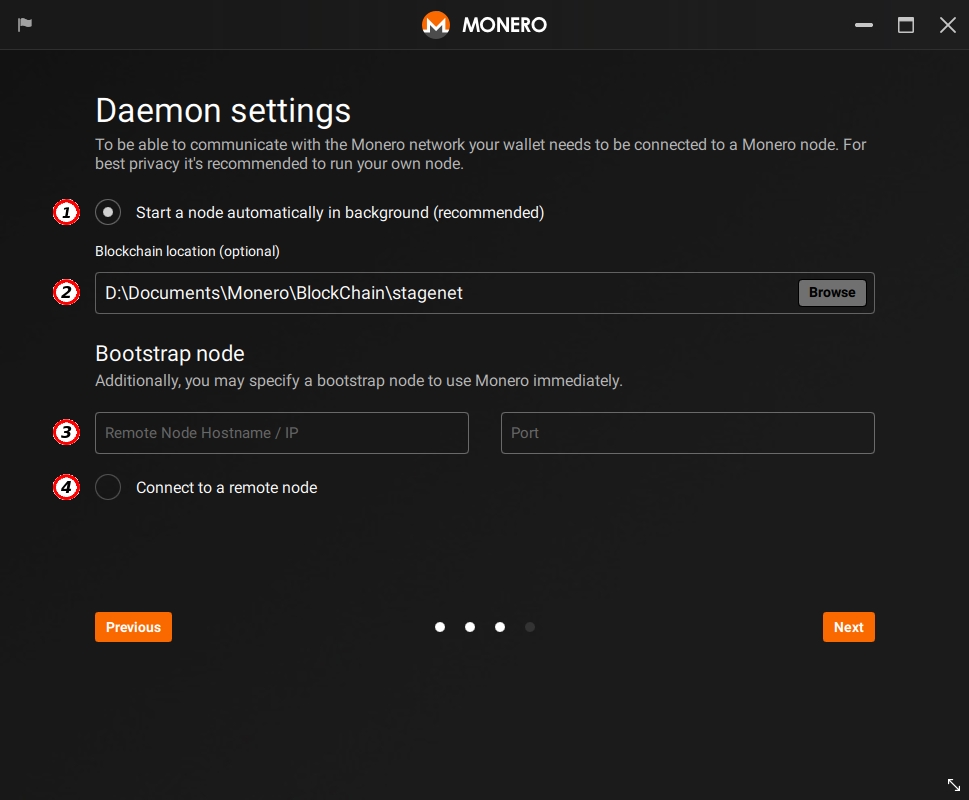 MONERO
Daemon settings
To be able to communicate with the Monero network your wallet needs to be connected to a Monero node. For
best privacy it's recommended to run your own node.
1 Start a node automatically in background (recommended)
Blockchain location (optional)
2 D:\Documents\Monero\BlockChain\stagenet Browse
Bootstrap node
Additionally, you may specify a bootstrap node to use Monero immediately.
3 Remote Node Hostname / IP Port
4 Connect to a remote node
Previous Next